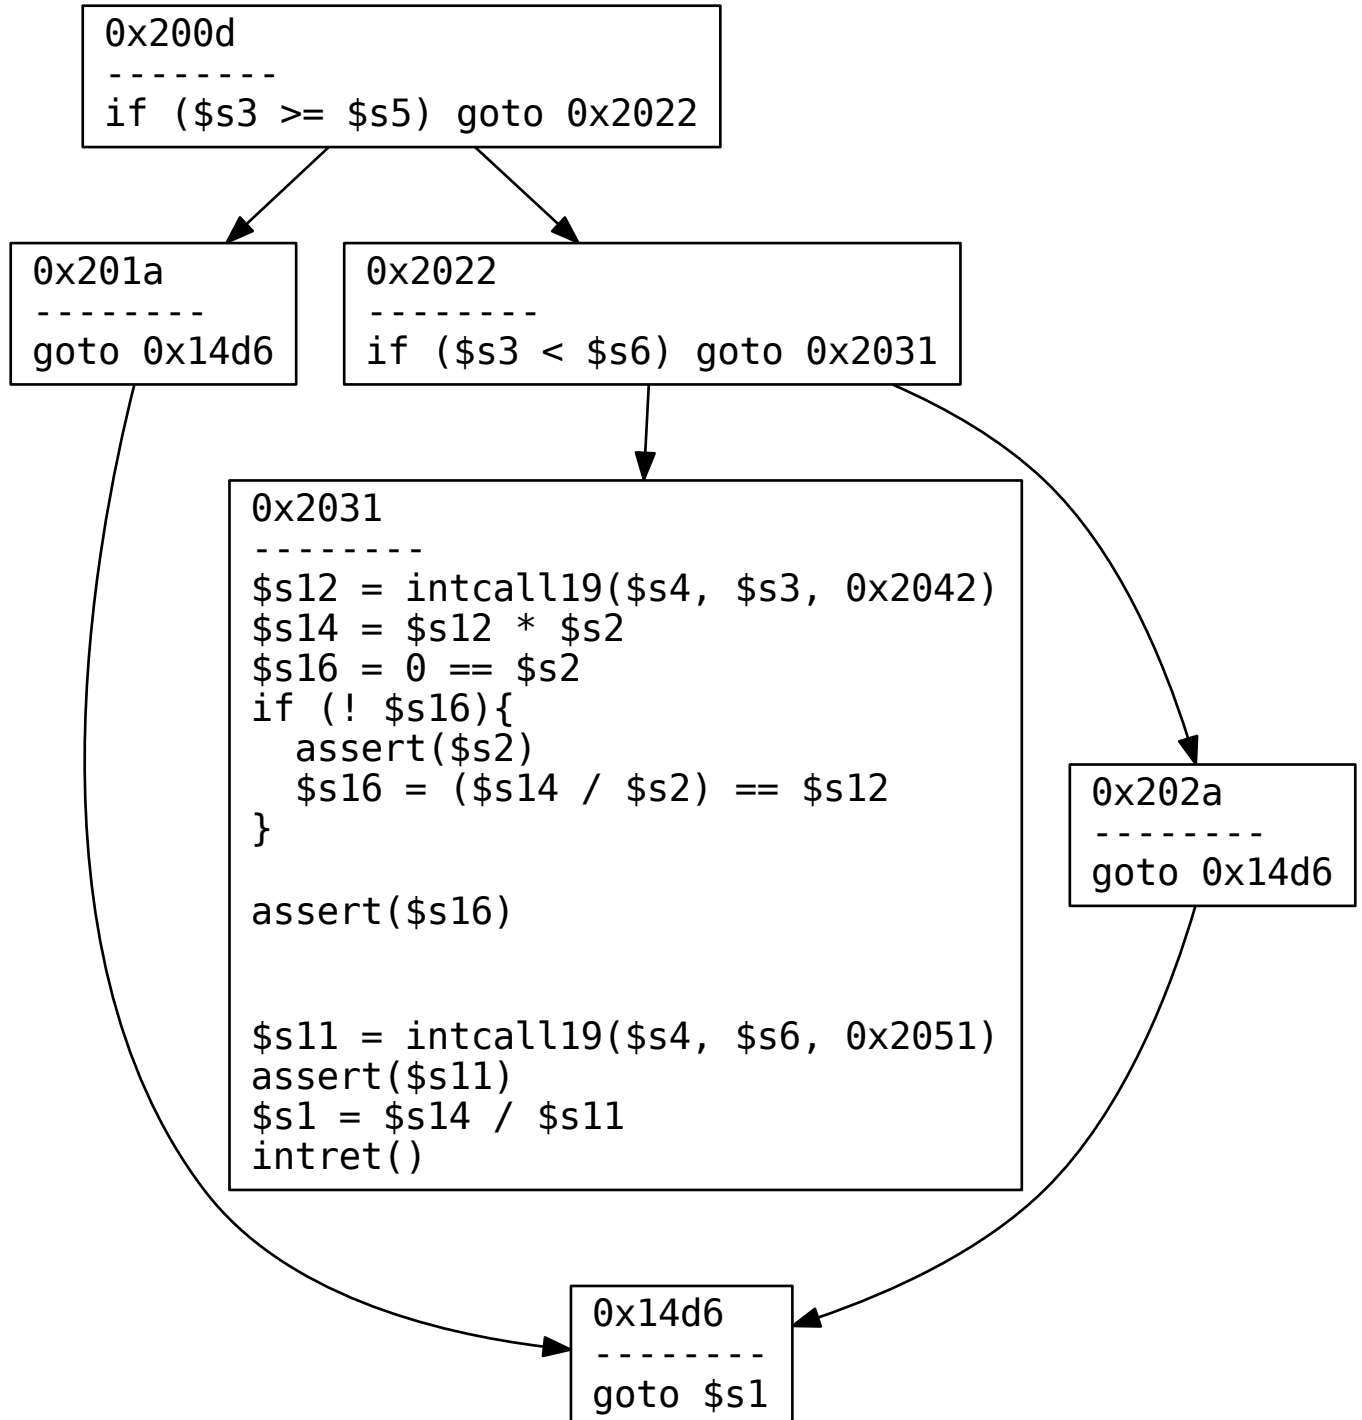 0x200d
--------
if ($s3 >= $s5) goto 0x2022
0x201a
--------
goto 0x14d6
0x2022
--------
if ($s3 < $s6) goto 0x2031
0x2031
--------
$s12 = intcall19($s4, $s3, 0x2042)
$s14 = $s12 * $s2
$s16 = 0 == $s2
if (! $s16){
  assert($s2)
  $s16 = ($s14 / $s2) == $s12
}
assert($s16)
$s11 = intcall19($s4, $s6, 0x2051)
assert($s11)
$s1 = $s14 / $s11
intret()
0x202a
--------
goto 0x14d6
0x14d6
--------
goto $s1